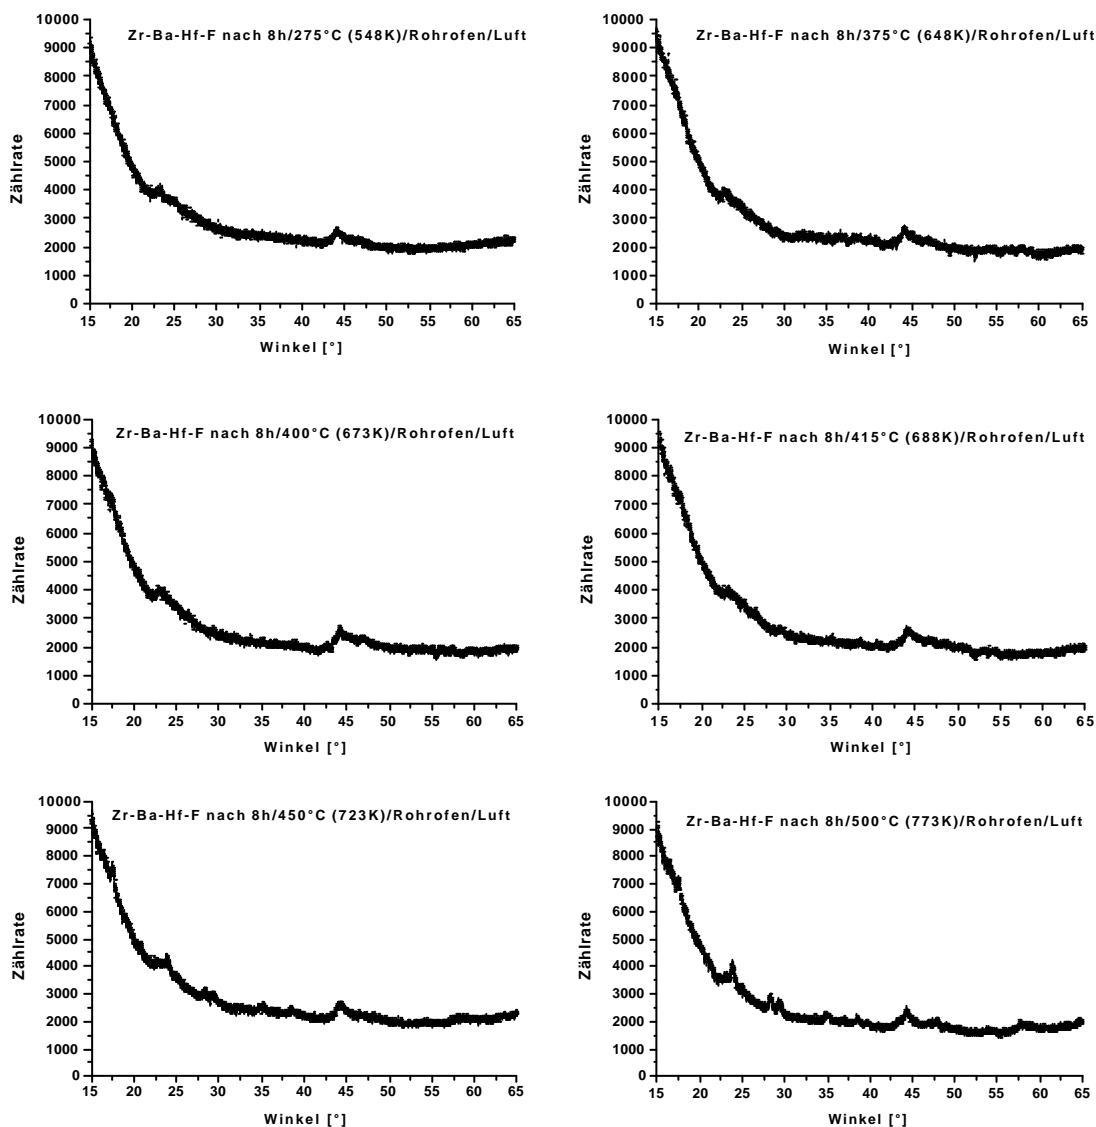 Zr-Ba-Hf-F nach 8h/275°C (548K)/Rohrofen/Luft
Zählrate
10000
9000
8000
7000
6000
5000
4000
3000
2000
1000
0
15 20 25 30 35 40 45 50 55 60 65
Winkel [°]
Zr-Ba-Hf-F nach 8h/375°C (648K)/Rohrofen/Luft
Zählrate
10000
9000
8000
7000
6000
5000
4000
3000
2000
1000
0
15 20 25 30 35 40 45 50 55 60 65
Winkel [°]
Zr-Ba-Hf-F nach 8h/400°C (673K)/Rohrofen/Luft
Zählrate
10000
9000
8000
7000
6000
5000
4000
3000
2000
1000
0
15 20 25 30 35 40 45 50 55 60 65
Winkel [°]
Zr-Ba-Hf-F nach 8h/415°C (688K)/Rohrofen/Luft
Zählrate
10000
9000
8000
7000
6000
5000
4000
3000
2000
1000
0
15 20 25 30 35 40 45 50 55 60 65
Winkel [°]
Zr-Ba-Hf-F nach 8h/450°C (723K)/Rohrofen/Luft
Zählrate
10000
9000
8000
7000
6000
5000
4000
3000
2000
1000
0
15 20 25 30 35 40 45 50 55 60 65
Winkel [°]
Zr-Ba-Hf-F nach 8h/500°C (773K)/Rohrofen/Luft
Zählrate
10000
9000
8000
7000
6000
5000
4000
3000
2000
1000
0
15 20 25 30 35 40 45 50 55 60 65
Winkel [°]